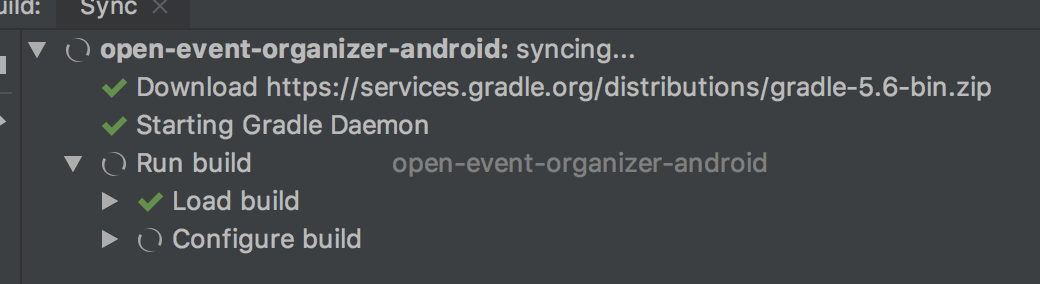 uild: Sync
open-event-organizer-android: syncing...
Download https://services.gradle.org/distributions/gradle-5.6-bin.zip
Starting Gradle Daemon
Run build open-event-organizer-android
Load build
Configure build